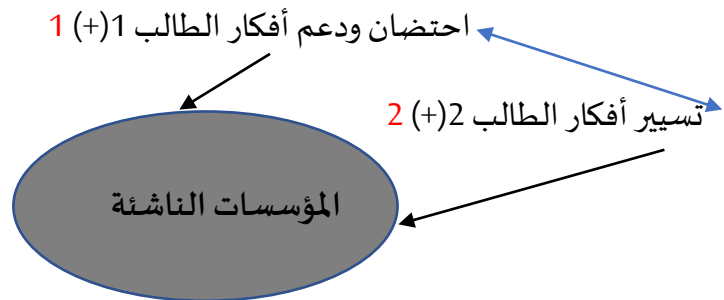 احتضان ودعم أفكار الطالب 1(+) 1
تسيير أفكار الطالب 2(+) 2
المؤسسات الناشئة